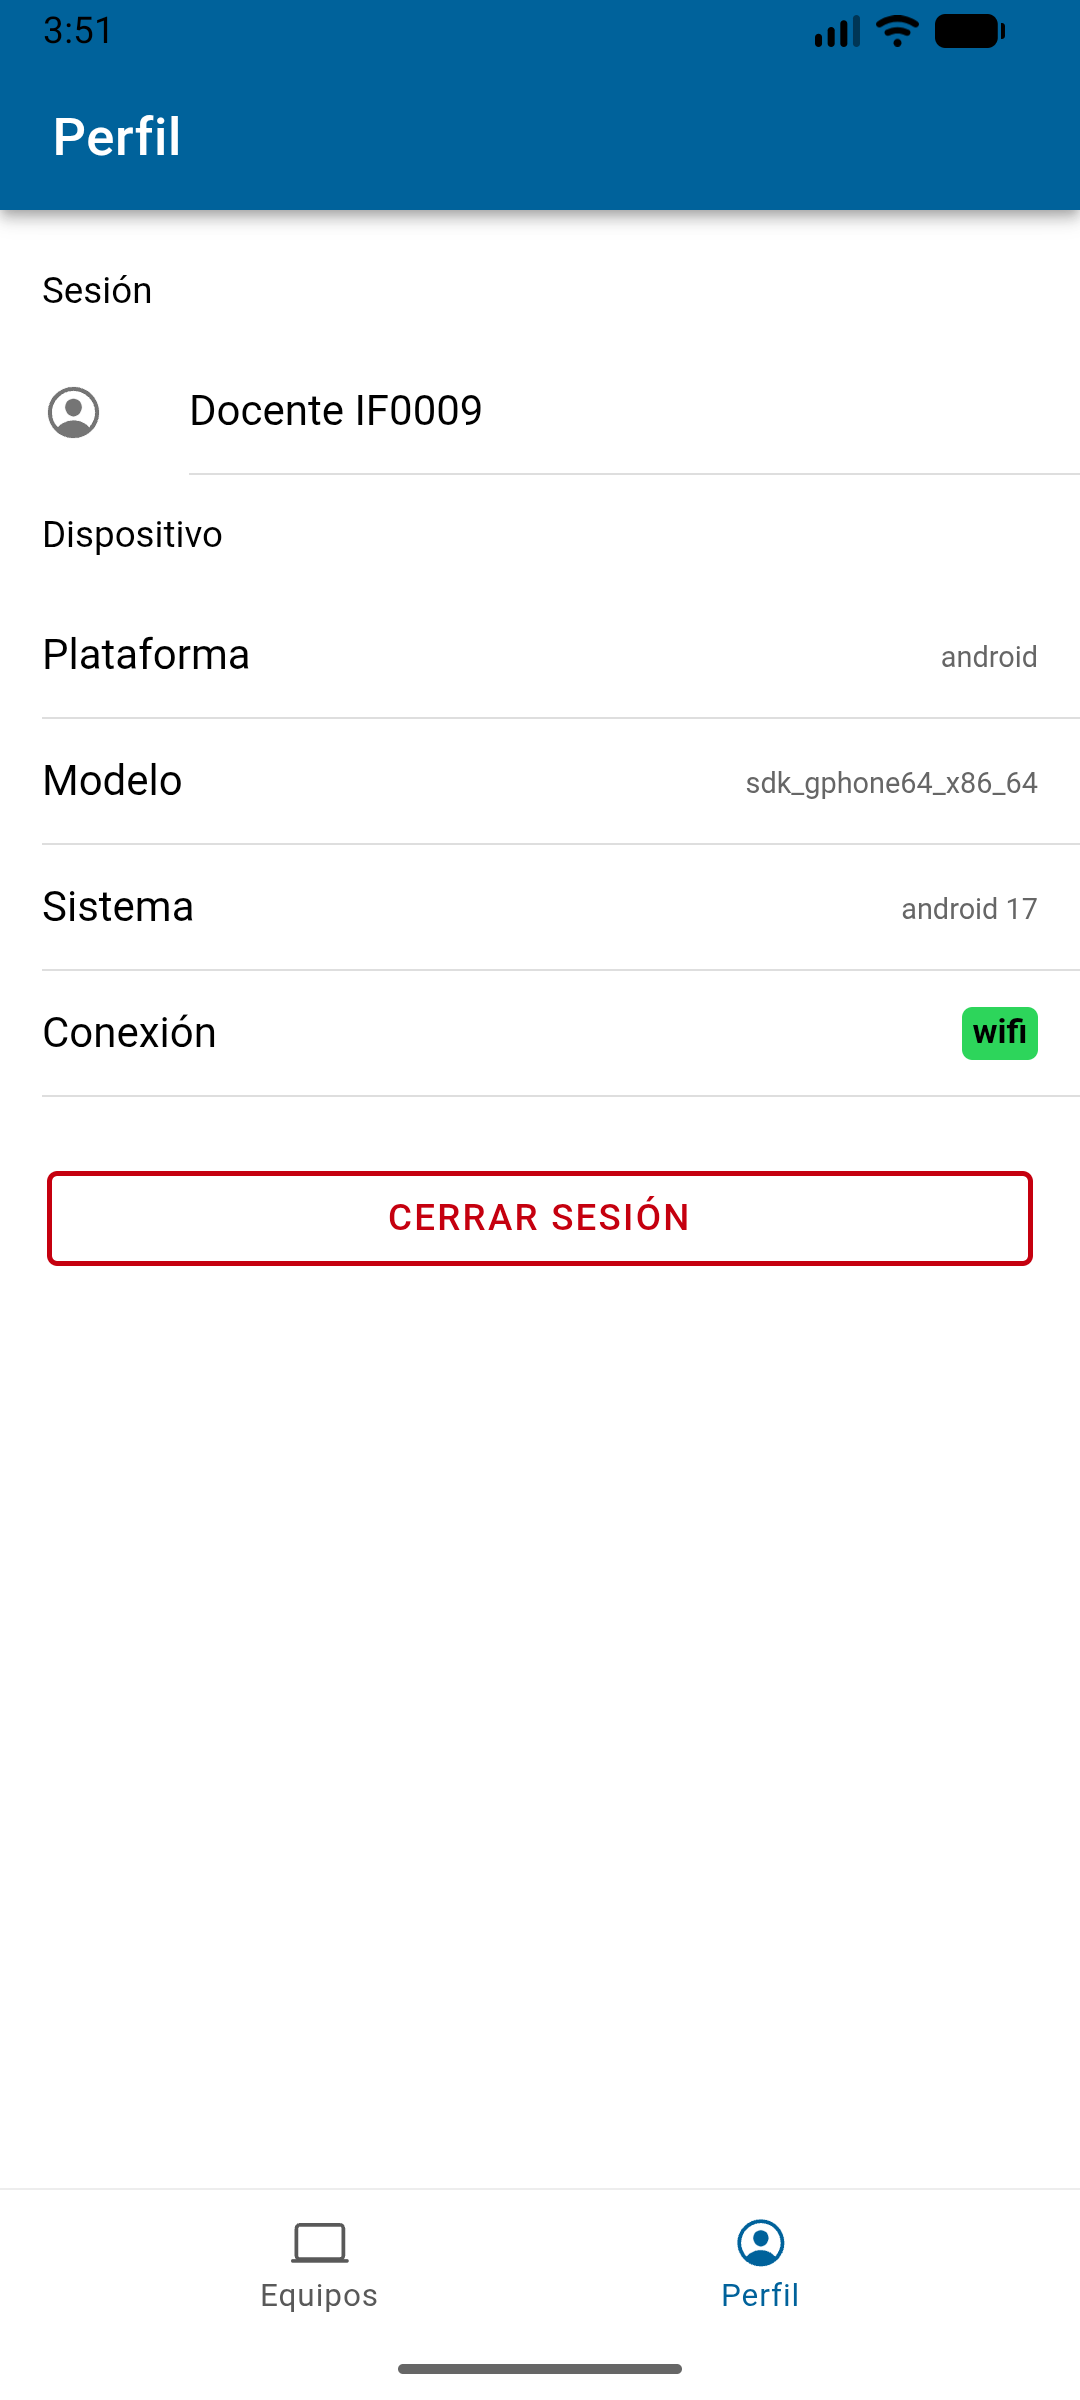 3:51
Perfil
Sesión
Docente IF0009
Dispositivo
Plataforma
android
Modelo
sdk_gphone64_x86_64
Sistema
android 17
Conexión
wifi
CERRAR SESIÓN
Equipos
Perfil